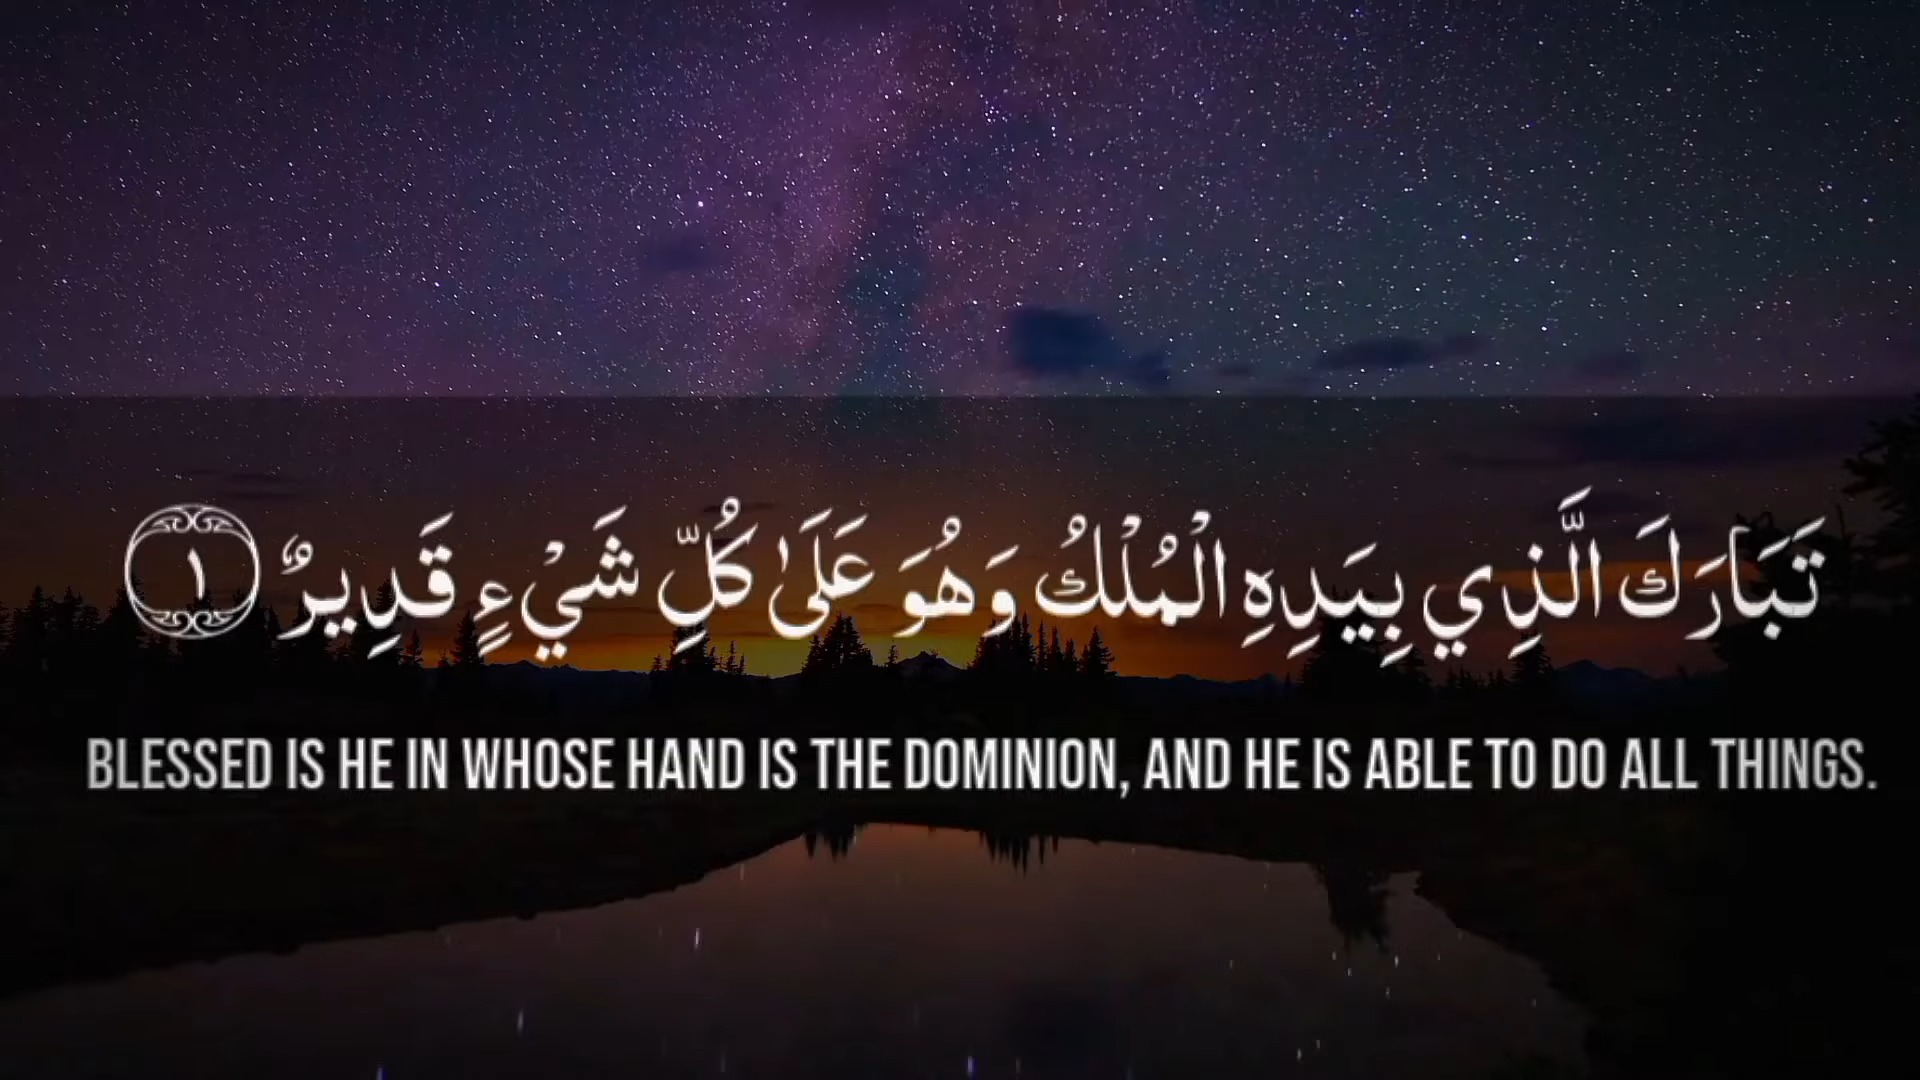 تَبَارَكَ الَّذِي بِيَدِهِ الْمُلْكُ وَهُوَ عَلَىٰ كُلِّ شَيْءٍ قَدِيرٌ ١
BLESSED IS HE IN WHOSE HAND IS THE DOMINION, AND HE IS ABLE TO DO ALL THINGS.